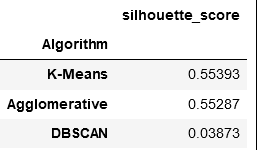 silhouette_score
Algorithm
K-Means 0.55393
Agglomerative 0.55287
DBSCAN 0.03873